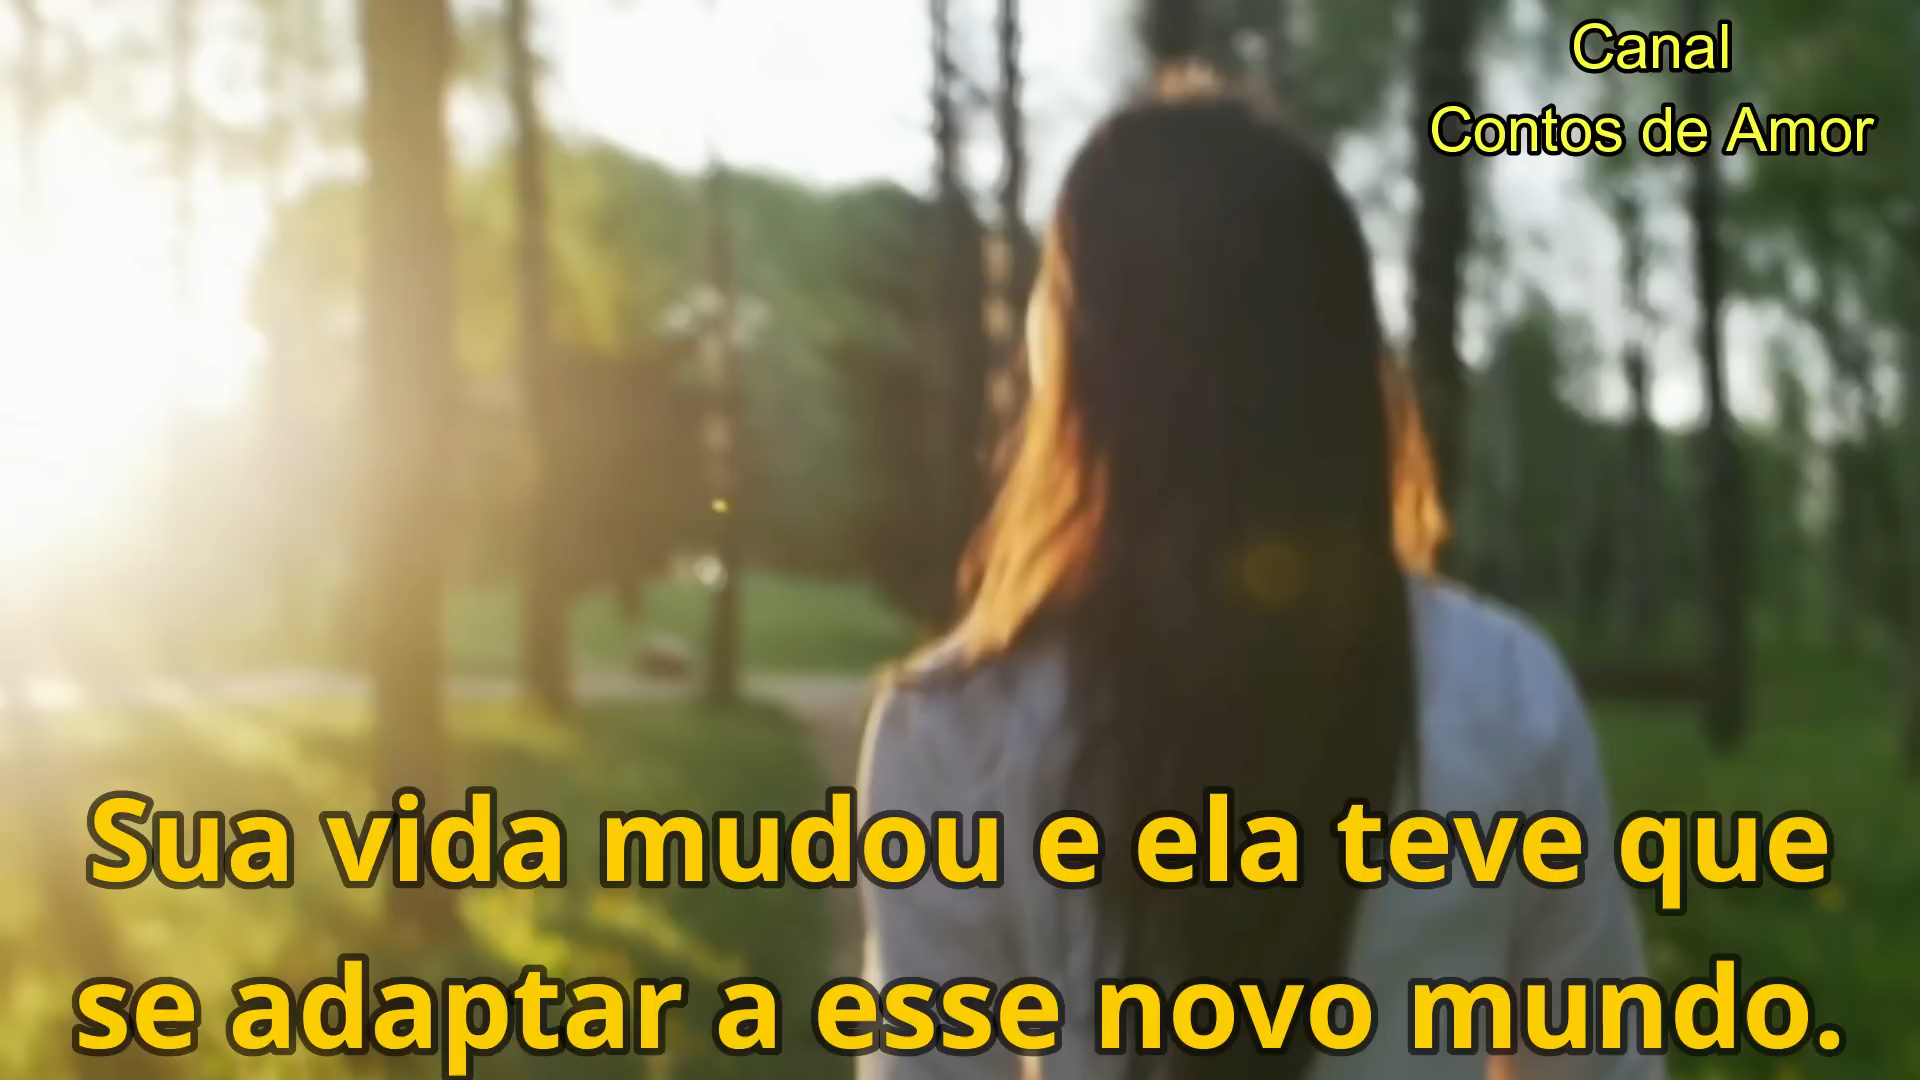 Canal
Contos de Amor
Sua vida mudou e ela teve que
se adaptar a esse novo mundo.